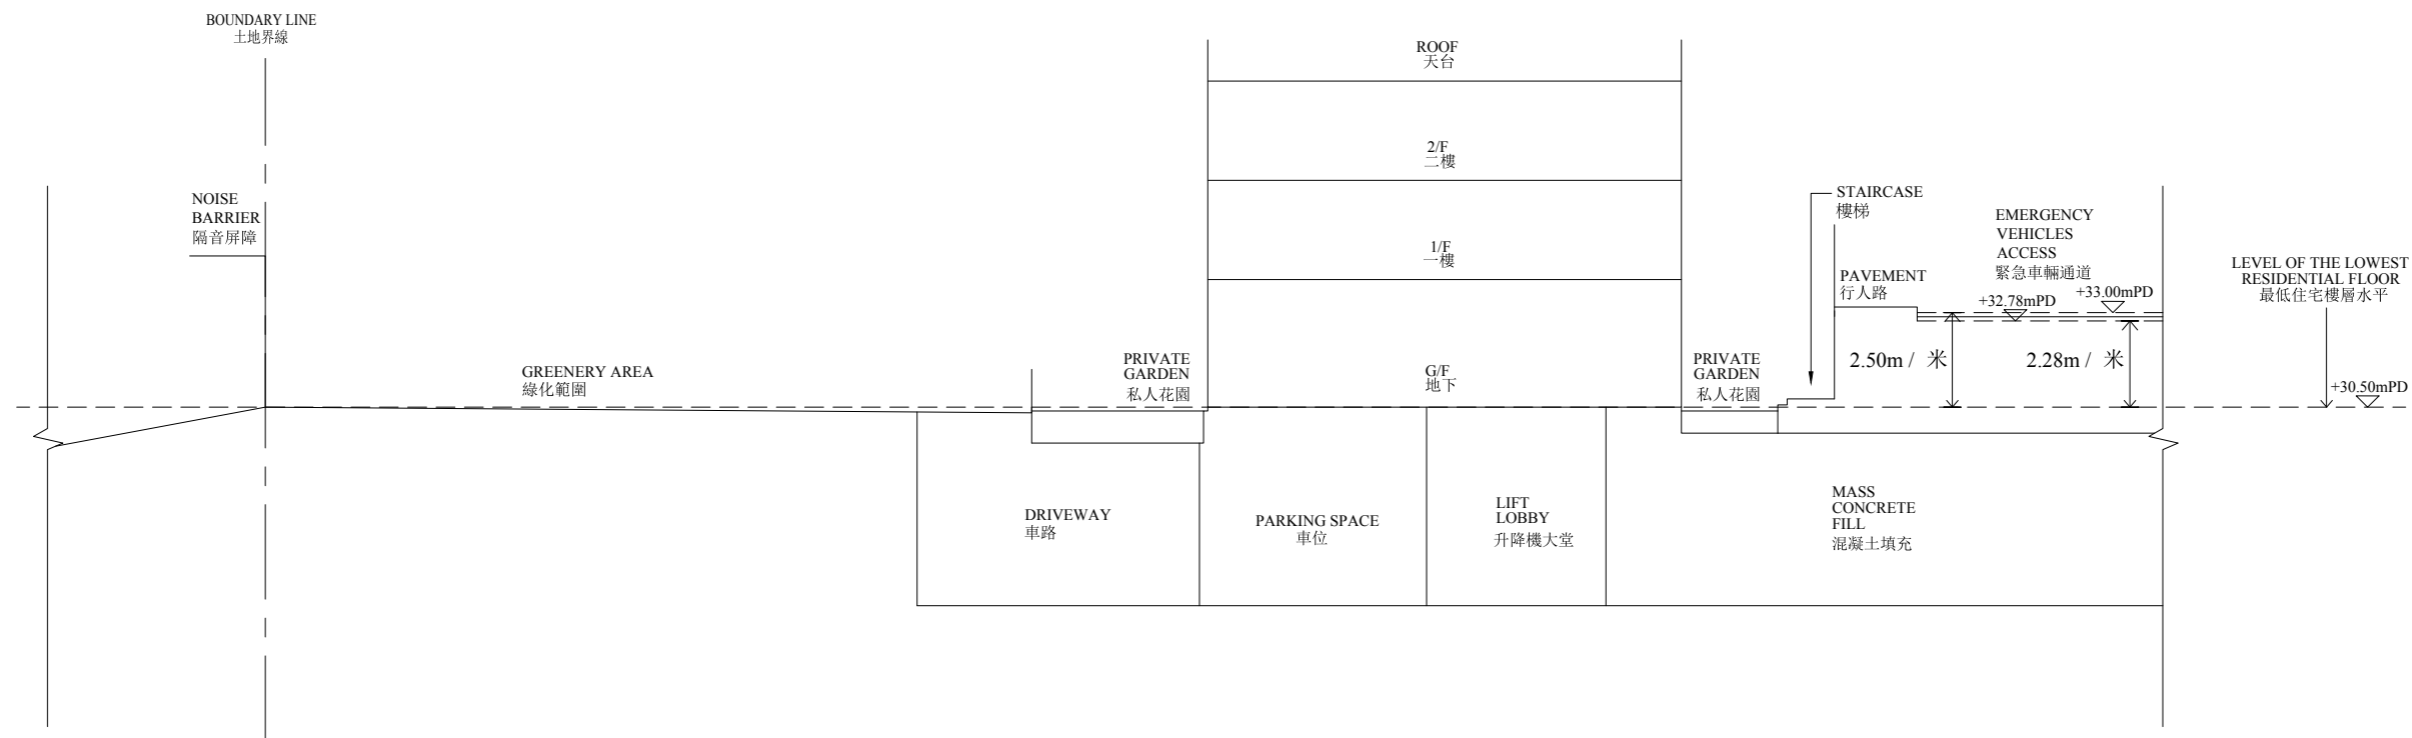 BOUNDARY LINE
土地界線
ROOF
天台
2/F
二樓
NOISE
BARRIER
隔音屏障
STAIRCASE
樓梯
EMERGENCY
VEHICLES
ACCESS
緊急車輛通道
1/F
一樓
PAVEMENT
行人路
+32.78mPD
+33.00mPD
LEVEL OF THE LOWEST
RESIDENTIAL FLOOR
最低住宅樓層水平
GREENERY AREA
綠化範圍
PRIVATE
GARDEN
私人花園
G/F
地下
PRIVATE
GARDEN
私人花園
2.50m / 米
2.28m / 米
+30.50mPD
DRIVEWAY
車路
PARKING SPACE
車位
LIFT
LOBBY
升降機大堂
MASS
CONCRETE
FILL
混凝土填充